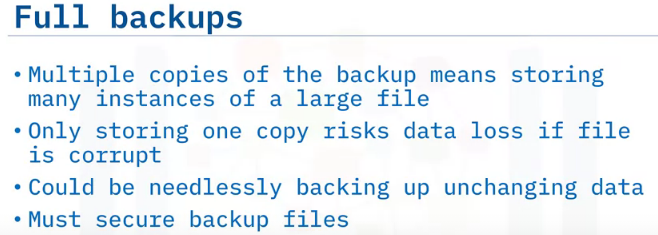 Full backups
• Multiple copies of the backup means storing
many instances of a large file
• Only storing one copy risks data loss if file
is corrupt
• Could be needlessly backing up unchanging data
• Must secure backup files